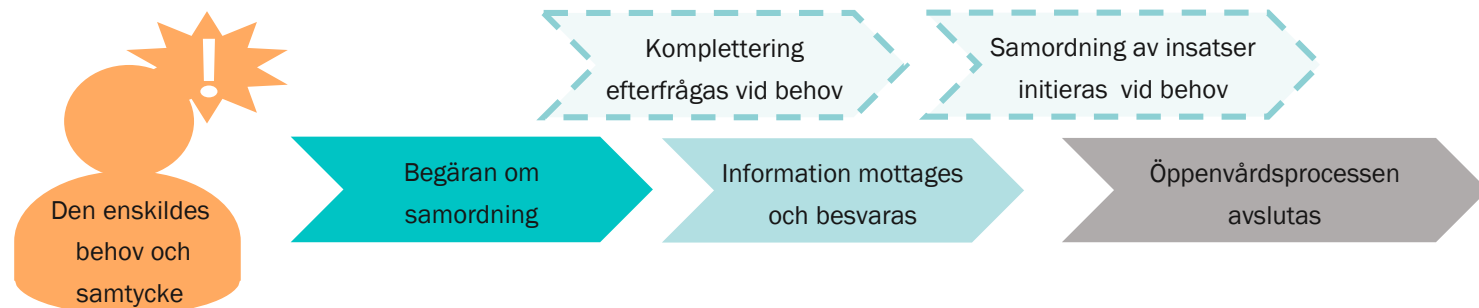 !
Den enskildes
behov och
samtycke
Begäran om
samordning
Komplettering
efterfrågas vid behov
Information mottages
och besvaras
Samordning av insatser
initieras vid behov
Öppenvårdsprocessen
avslutas